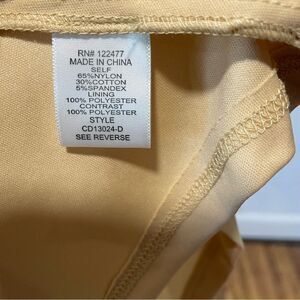 RN# 122477
MADE IN CHINA
SELF
65%NYLON
30%COTTON
5%SPANDEX
LINING
100% POLYESTER
CONTRAST
100% POLYESTER
STYLE
CD13024-D
SEE REVERSE